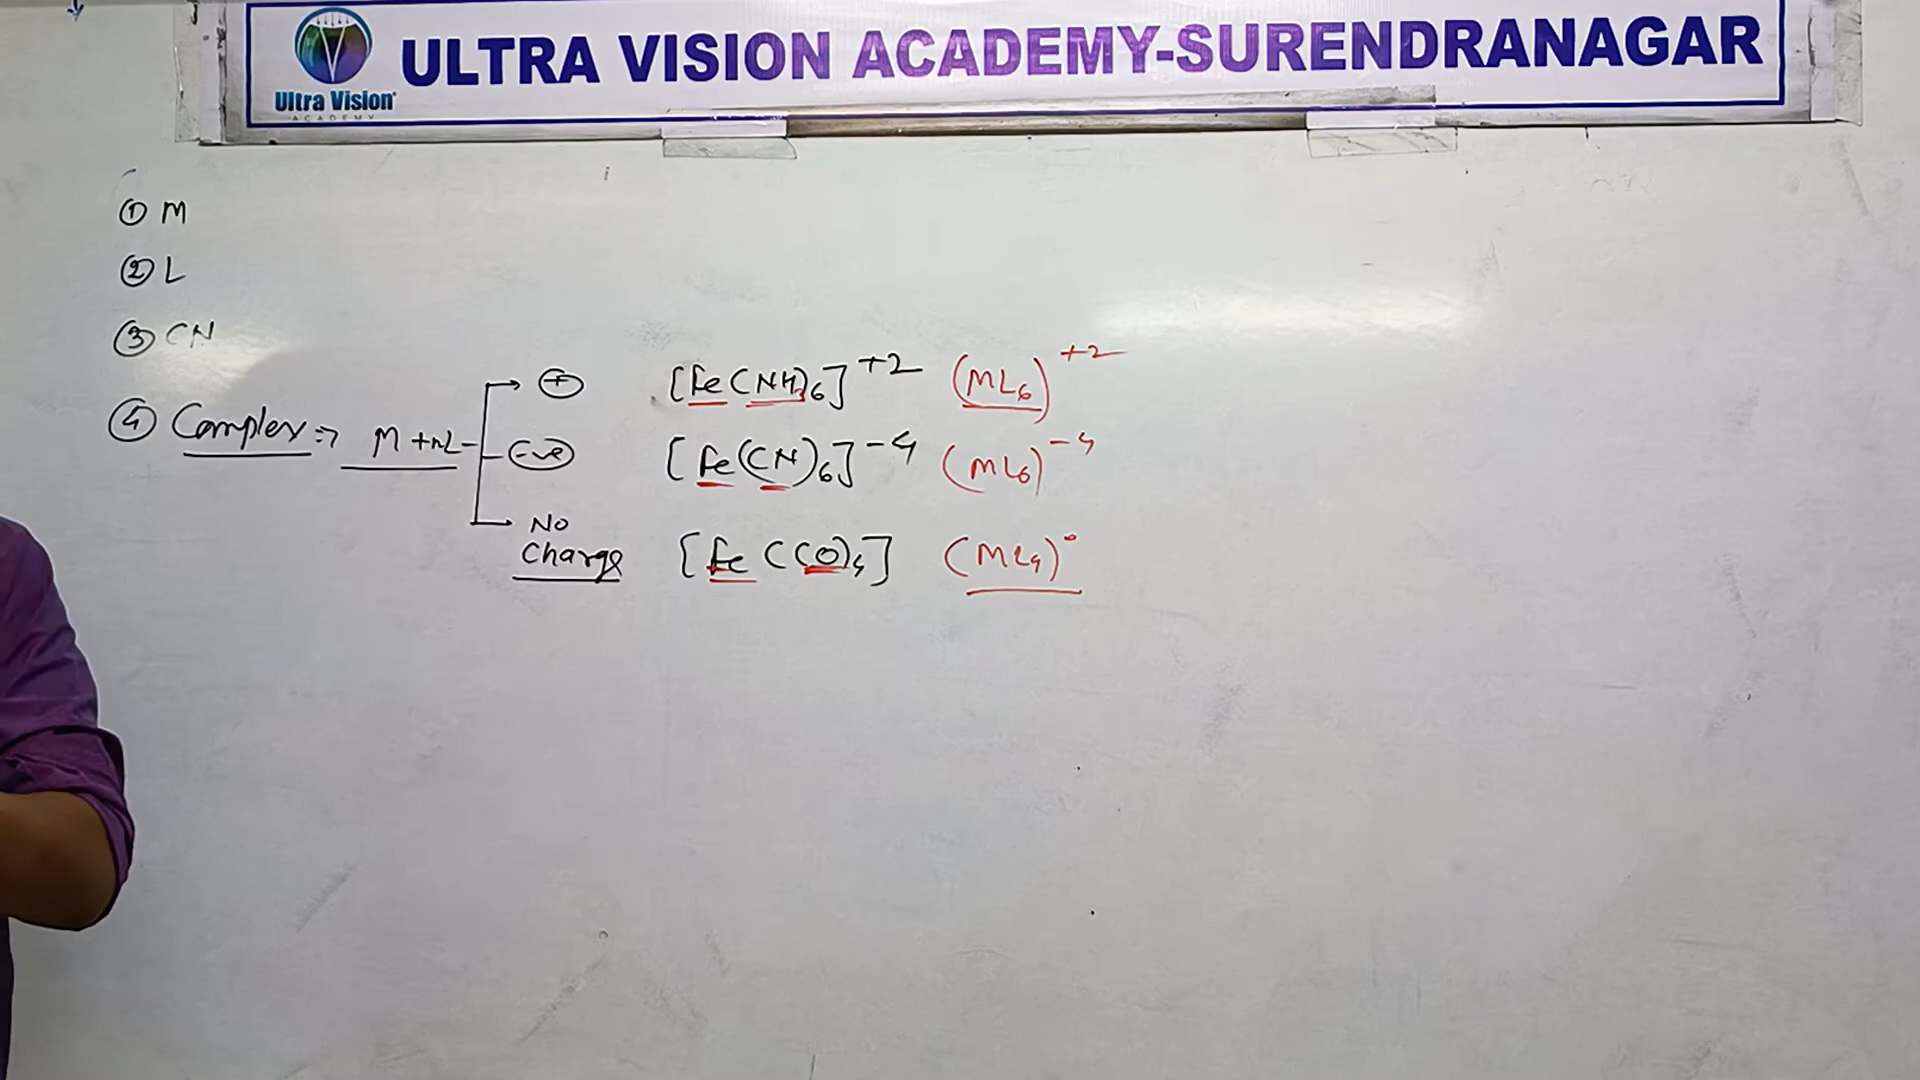 ULTRA VISION ACADEMY-SURENDRANAGAR
Ultra Vision
ACADEMY
① M
② L
③ CN
④ Complex ⇒ M + nL
⊕ [Fe(NH3)6]+2 (ML6)+2
(-ve) [Fe(CN)6]-4 (ML6)-4
No
Charge [Fe(CO)4] (ML4)°